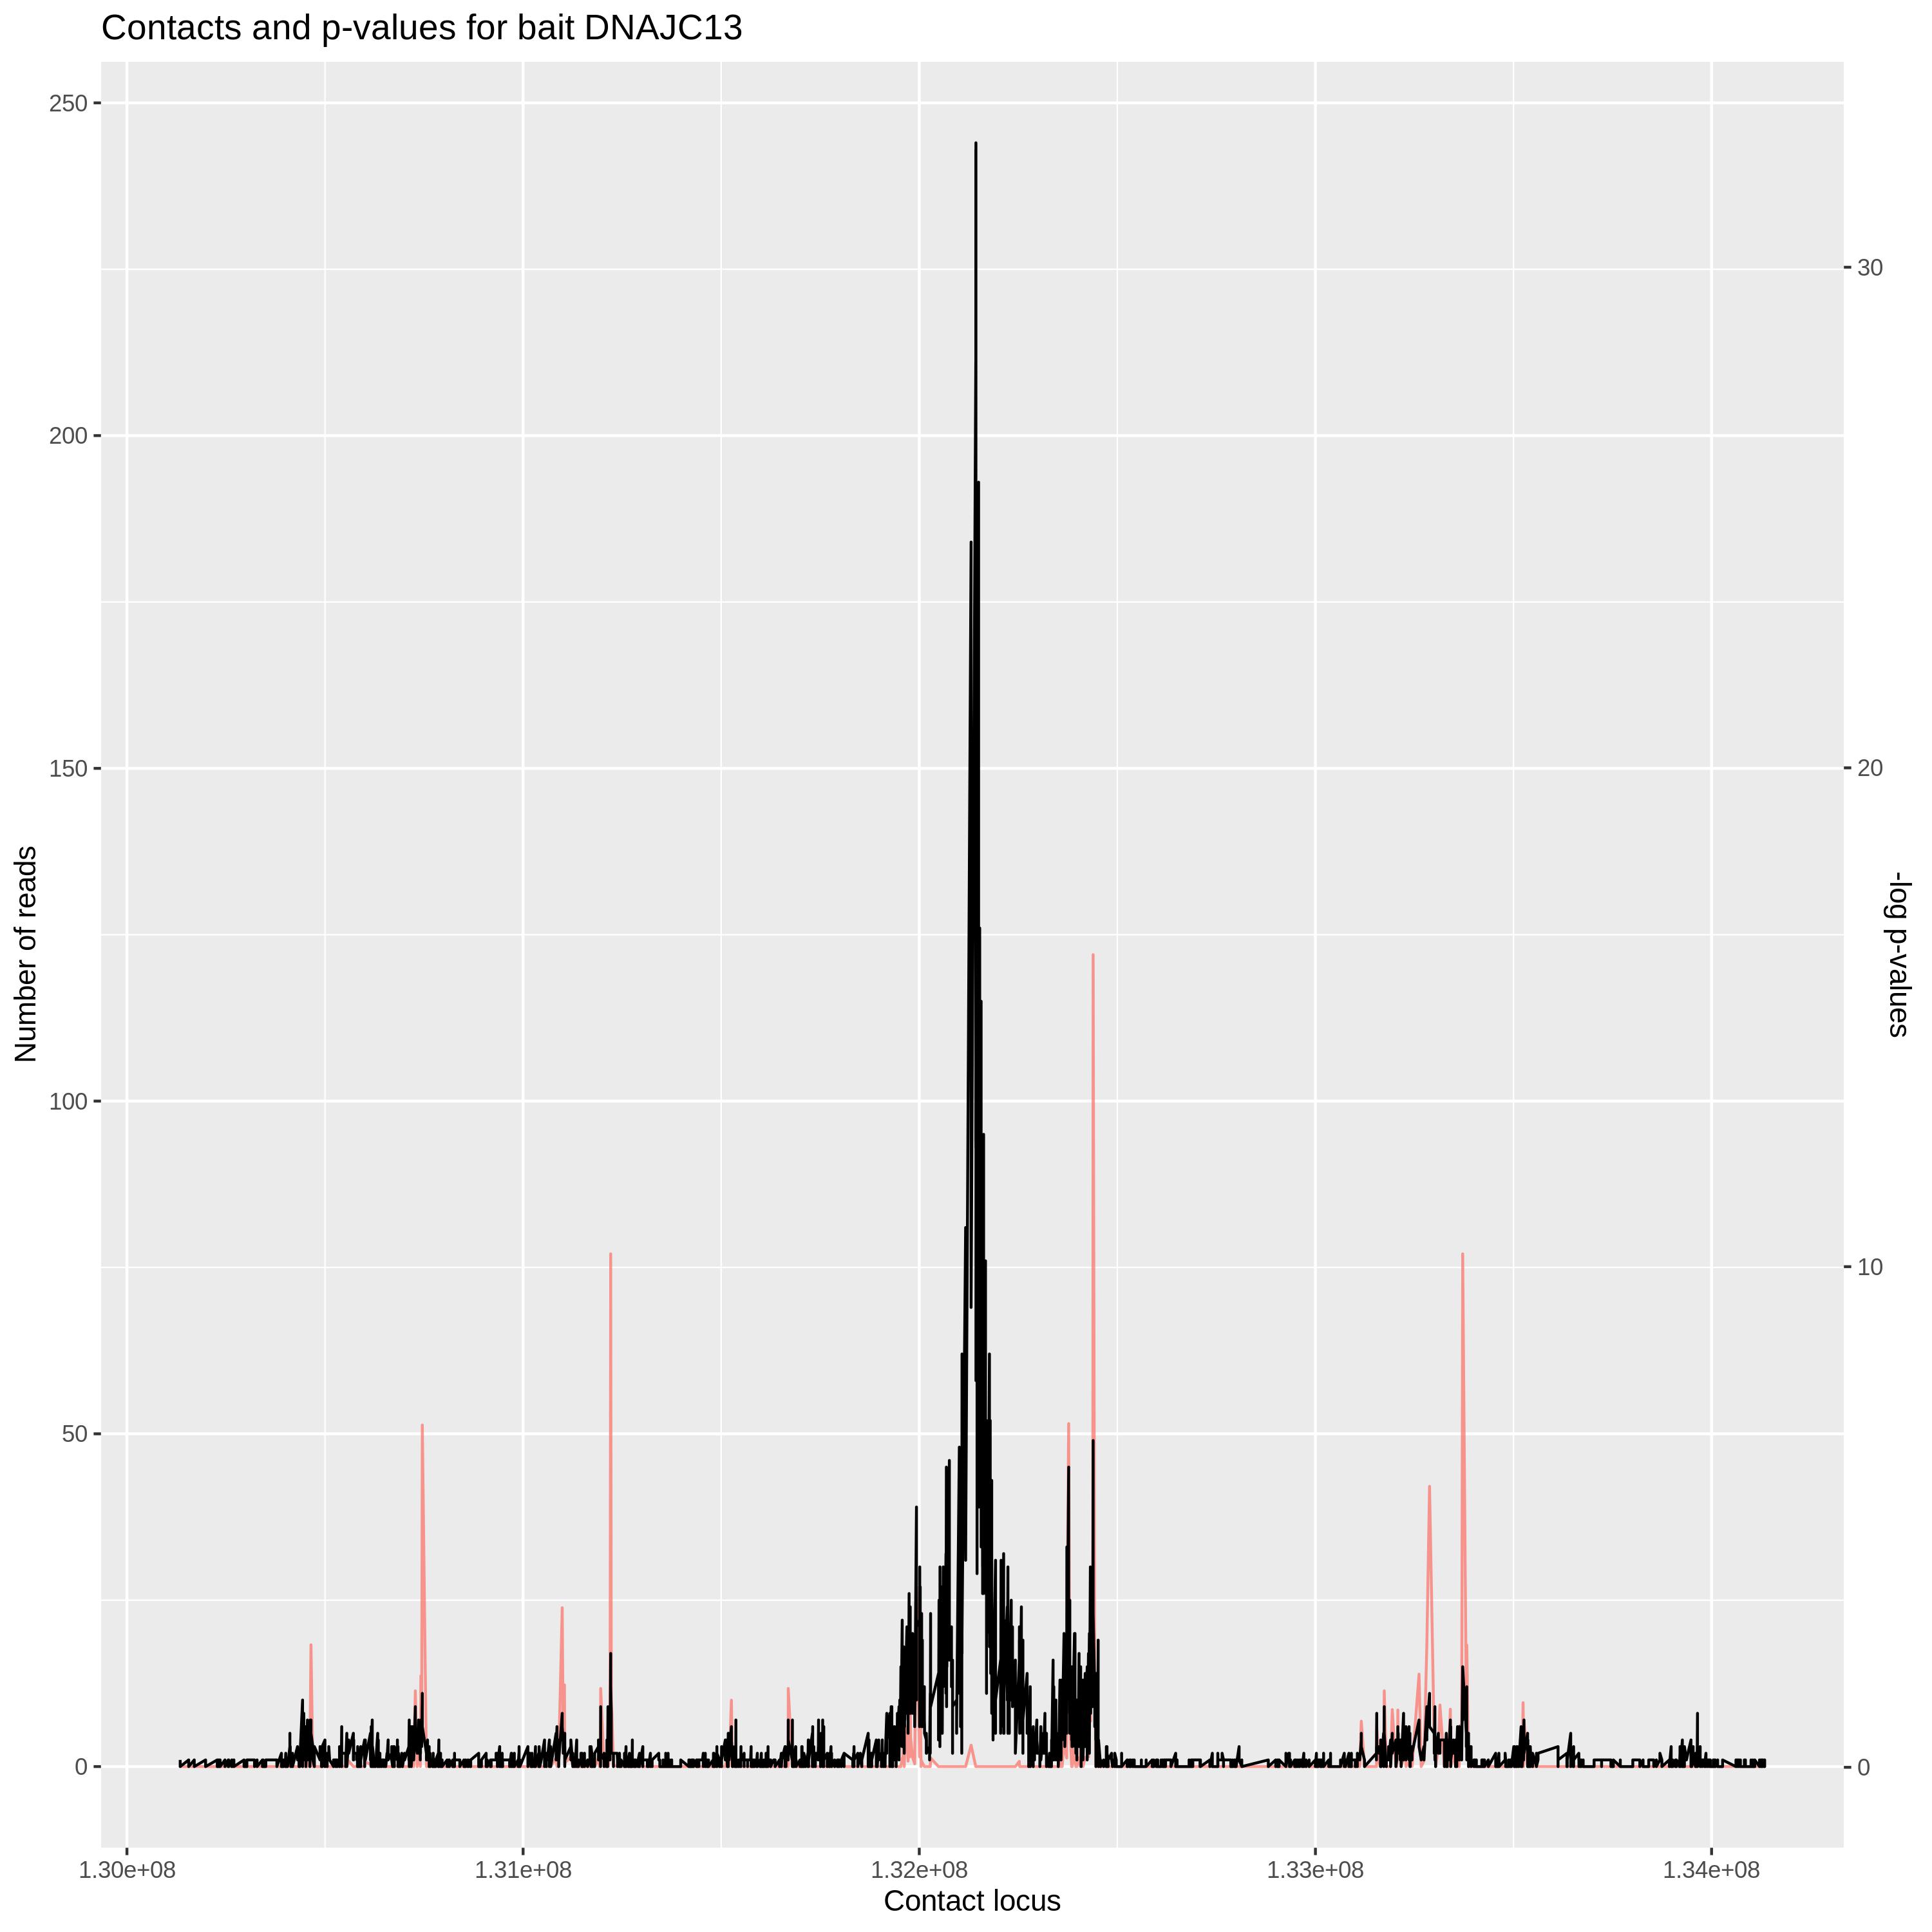 Contacts and p-values for bait DNAJC13
250
200
150
100
50
0
Number of reads
30
20
10
0
-log p-values
1.30e+08
1.31e+08
1.32e+08
1.33e+08
1.34e+08
Contact locus